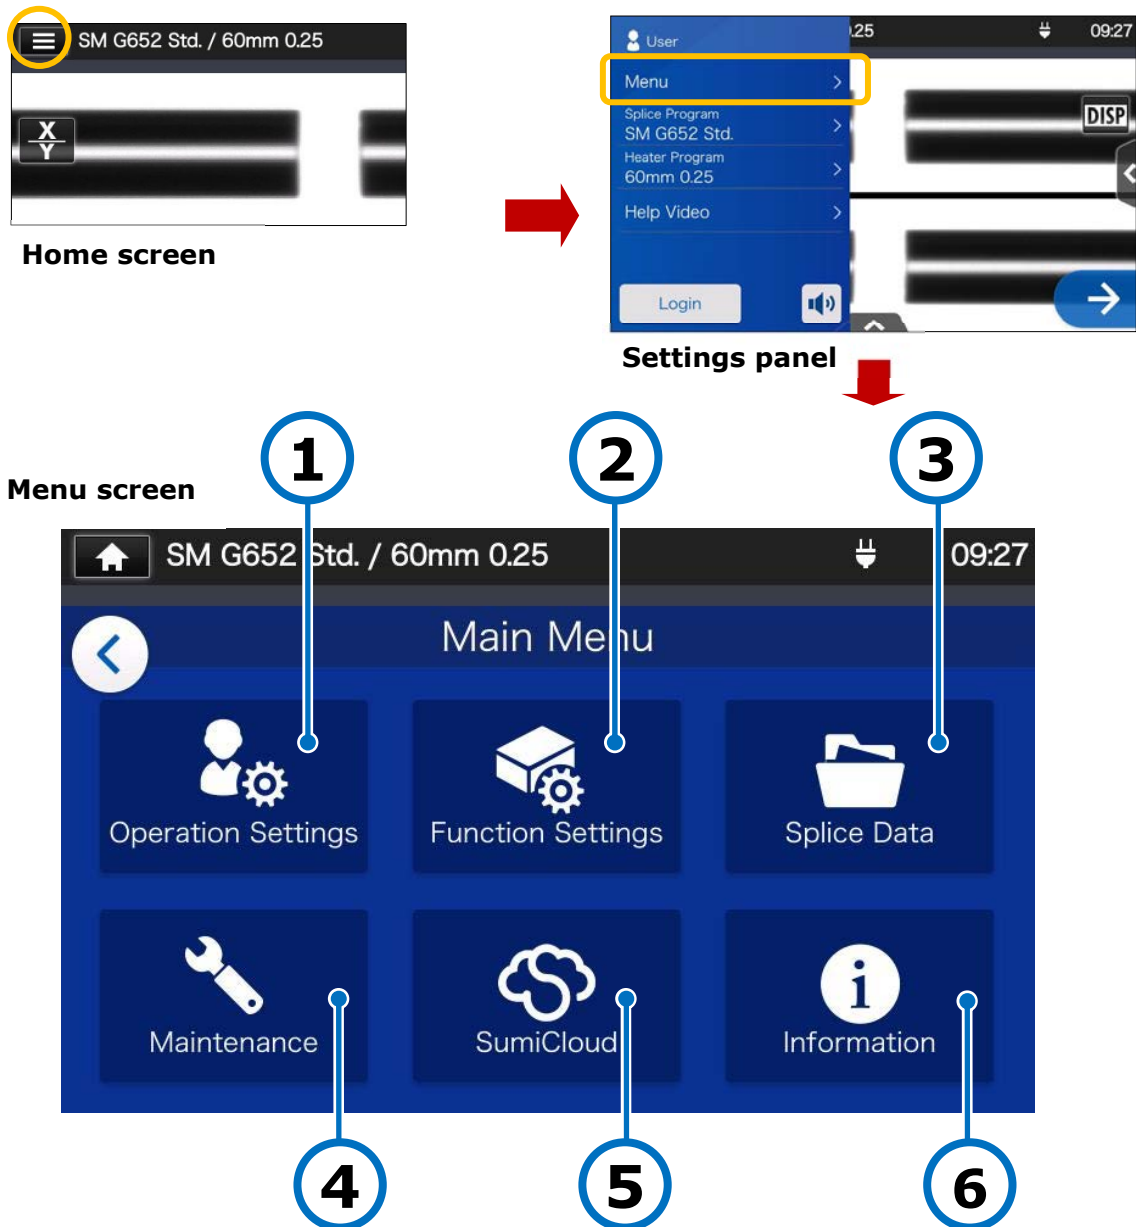 SM G652 Std. / 60mm 0.25
X
Y
Home screen
User
.25
09:27
Menu
Splice Program
SM G652 Std.
Heater Program
60mm 0.25
Help Video
Login
DISP
Settings panel
1
2
3
Menu screen
SM G652 Std. / 60mm 0.25
09:27
Main Menu
Operation Settings
Function Settings
Splice Data
Maintenance
SumiCloud
Information
4
5
6